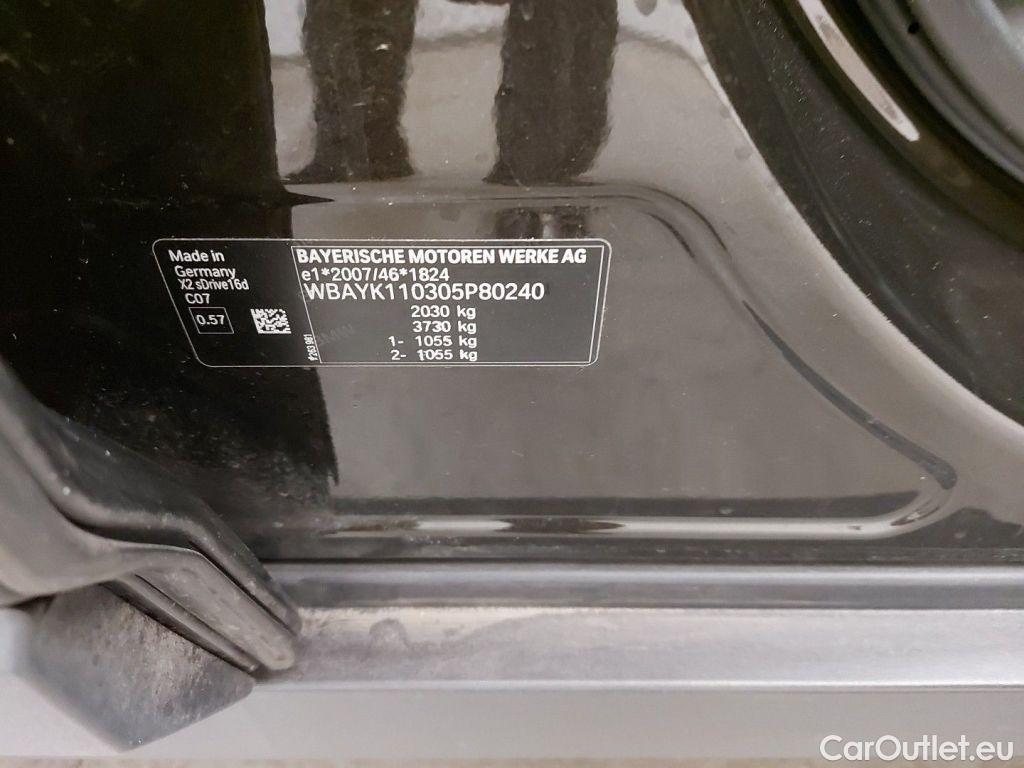 Made in
Germany
X2 sDrive16d
C07
0.57
BAYERISCHE MOTOREN WERKE AG
e1*2007/46*1824
WBAYK110305P80240
2030 kg
3730 kg
1- 1055 kg
2- 1055 kg
CarOutlet.eu